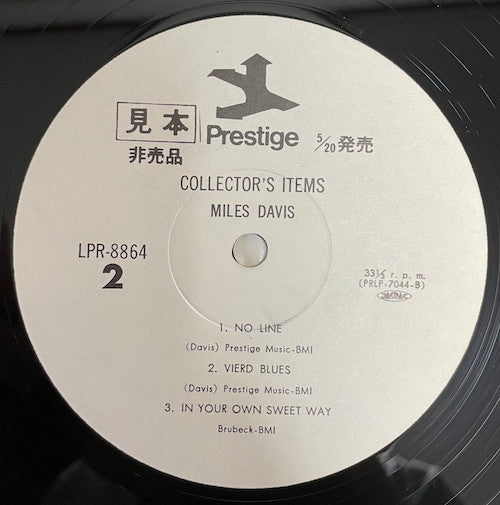 見本
非売品
Prestige
5/20発売
COLLECTOR'S ITEMS
MILES DAVIS
LPR-8864
2
33⅓ r. p. m.
(PRLP-7044-B)
JASRAC
1. NO LINE
(Davis) Prestige Music-BMI
2. VIERD BLUES
(Davis) Prestige Music-BMI
3. IN YOUR OWN SWEET WAY
Brubeck-BMI